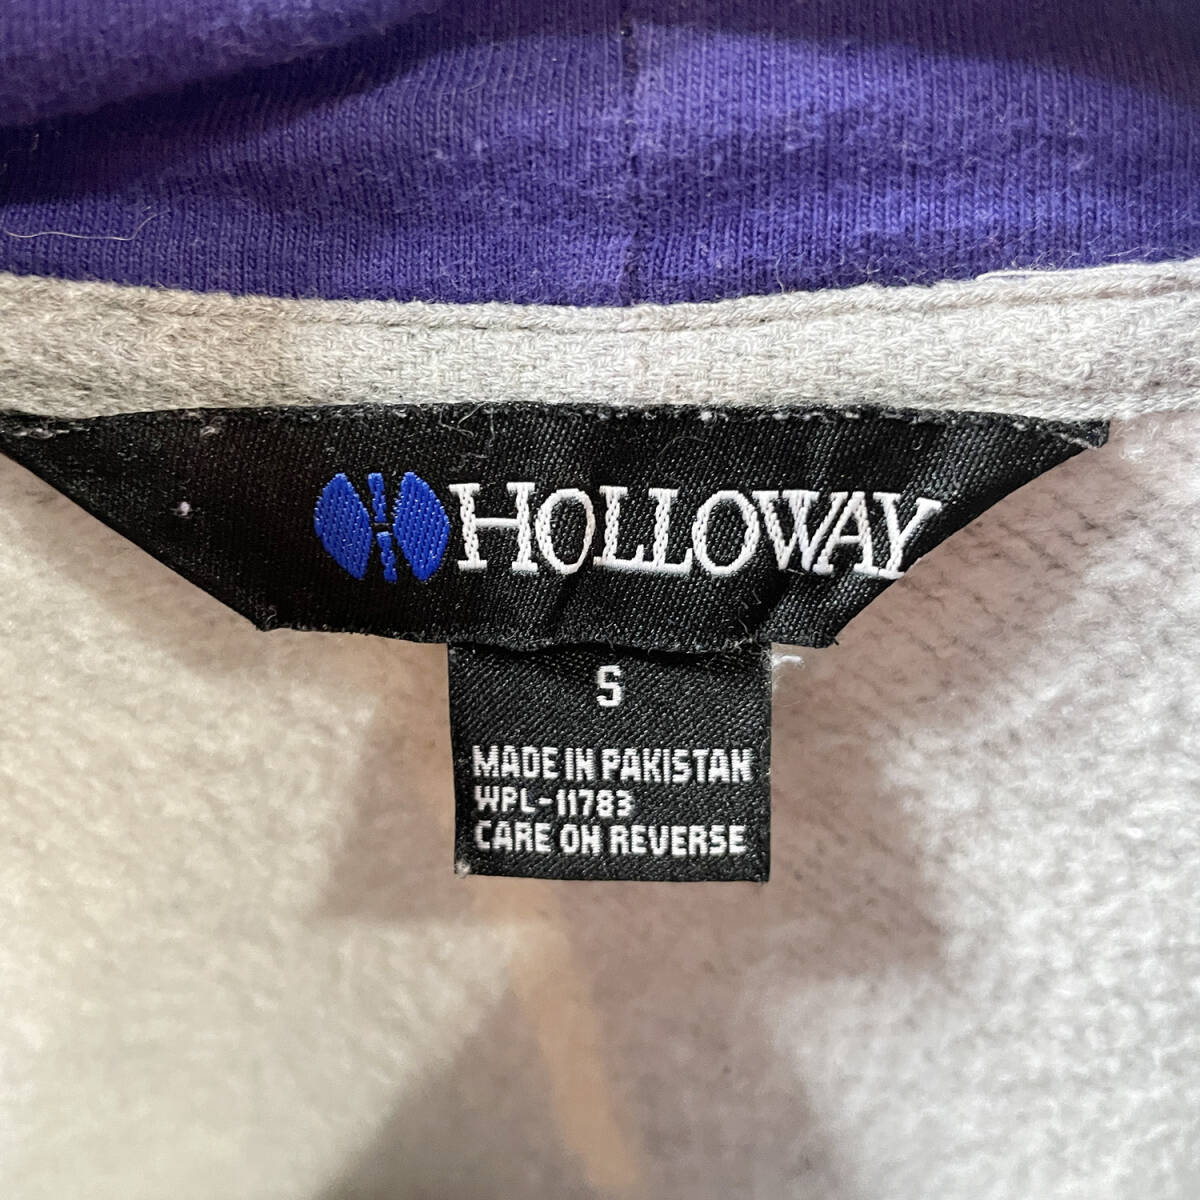 HOLLOWAY
S
MADE IN PAKISTAN
WPL-11783
CARE ON REVERSE